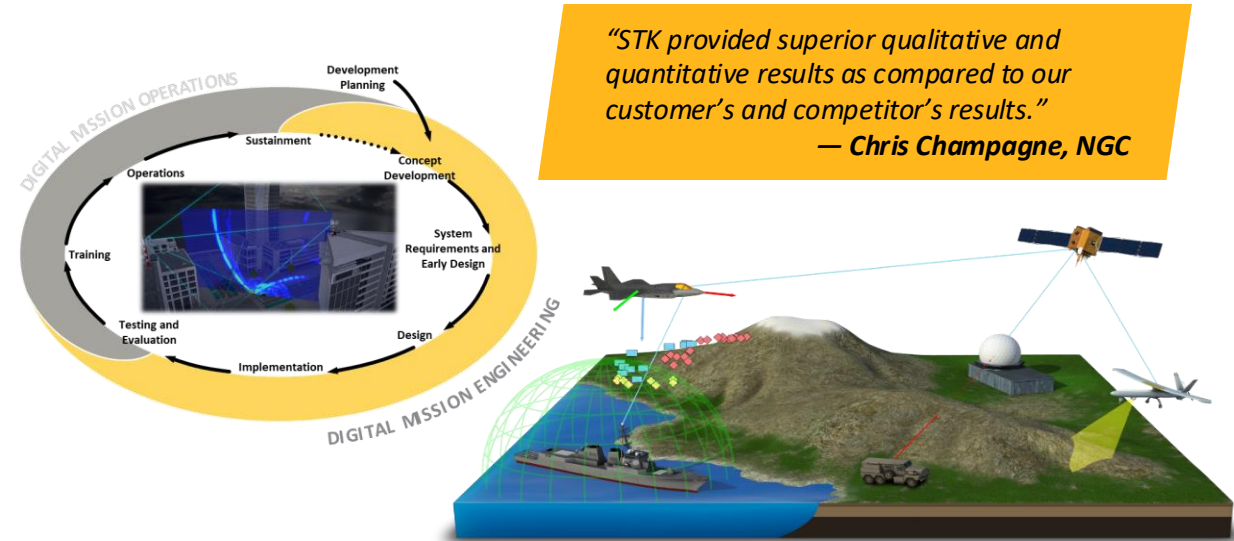 “STK provided superior qualitative and
quantitative results as compared to our
customer’s and competitor’s results.”
— Chris Champagne, NGC
DIGITAL MISSION OPERATIONS
Development
Planning
Sustainment
Concept
Development
Operations
System
Requirements and
Early Design
Training
Testing and
Evaluation
Design
Implementation
DIGITAL MISSION ENGINEERING